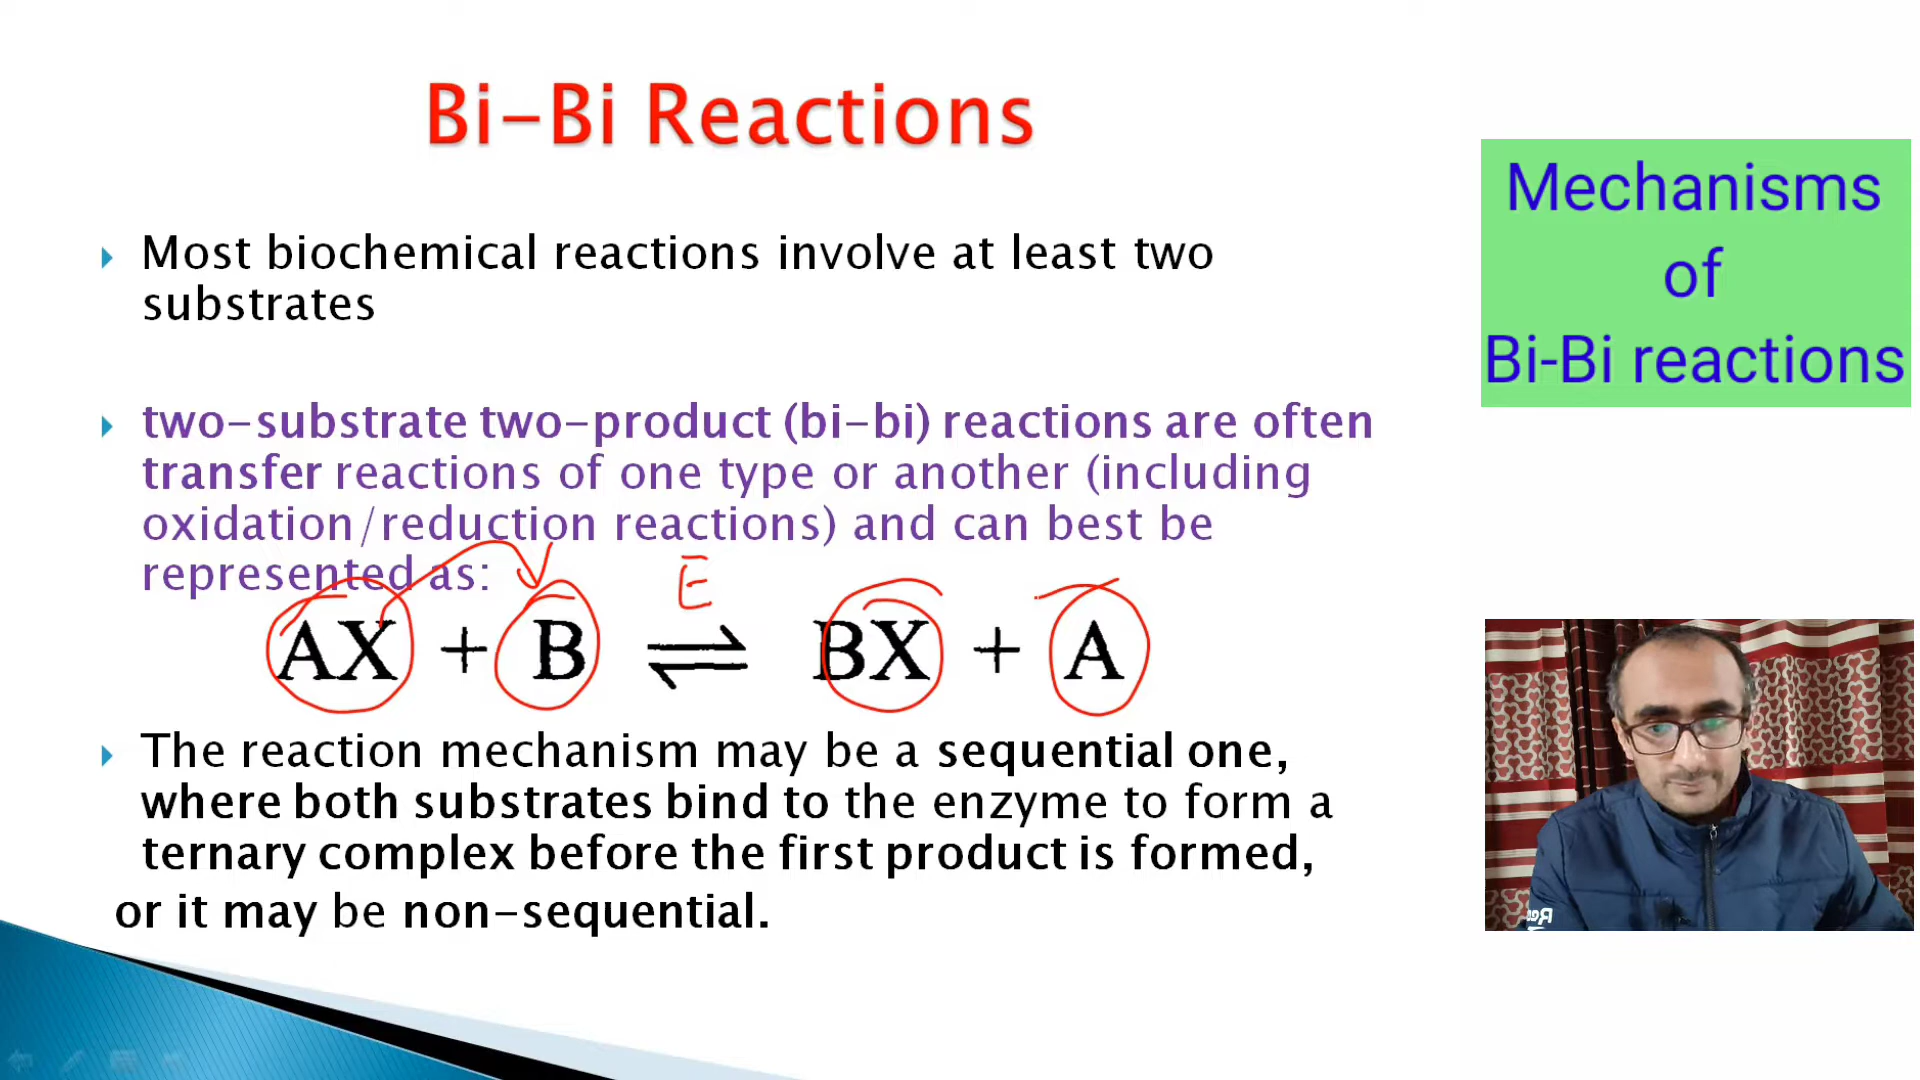 Bi-Bi Reactions
Most biochemical reactions involve at least two
substrates
two-substrate two-product (bi-bi) reactions are often
transfer reactions of one type or another (including
oxidation/reduction reactions) and can best be
represented as:
E
AX + B ⇌ BX + A
The reaction mechanism may be a sequential one,
where both substrates bind to the enzyme to form a
ternary complex before the first product is formed,
or it may be non-sequential.
Mechanisms
of
Bi-Bi reactions